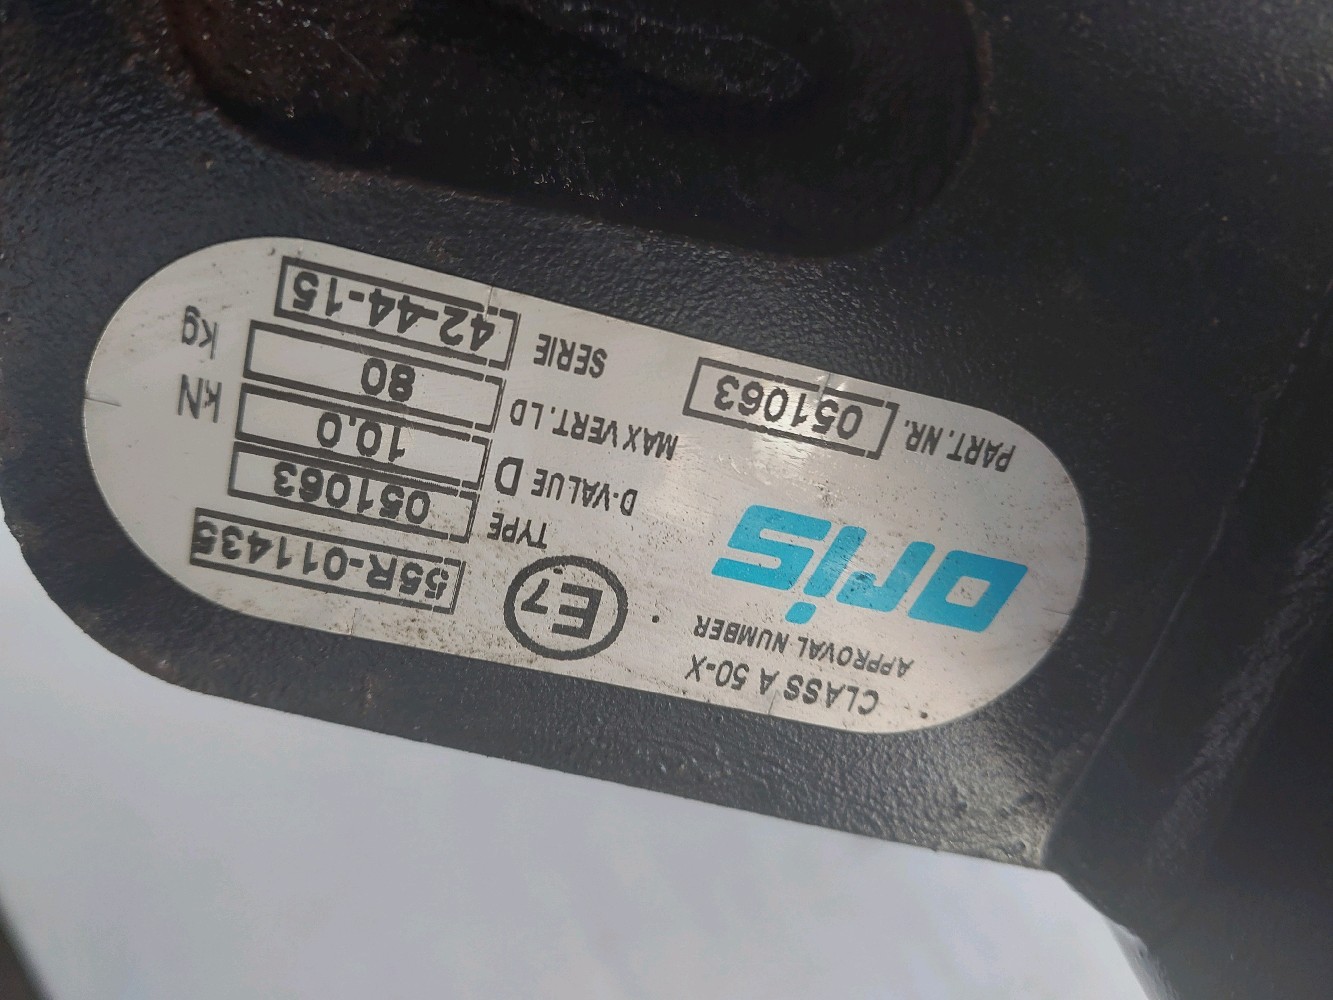 CLASS A 50-X
APPROVAL NUMBER
E7
55R-011435
oris
TYPE 051063
D-VALUE D 10,0 kN
MAX VERT.LD 80 kg
PART.NR. 051063
SERIE 42-44-15